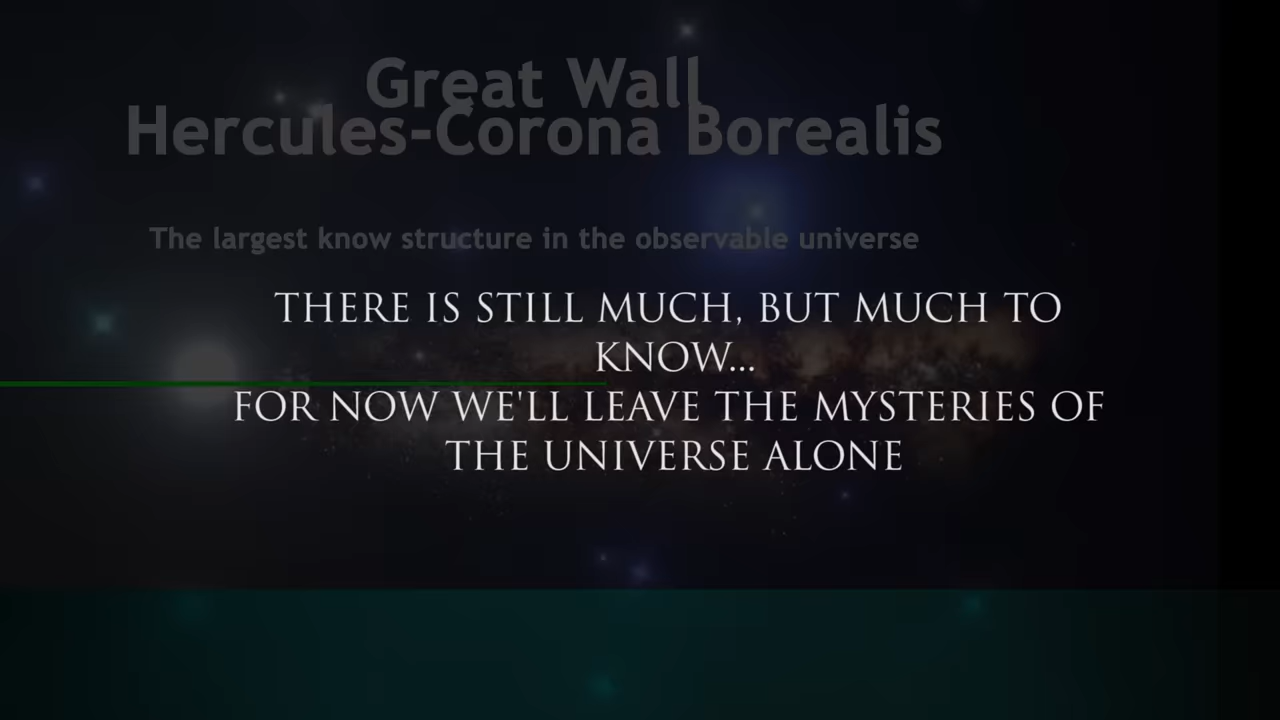 Great Wall
Hercules-Corona Borealis
The largest know structure in the observable universe
THERE IS STILL MUCH, BUT MUCH TO
KNOW...
FOR NOW WE'LL LEAVE THE MYSTERIES OF
THE UNIVERSE ALONE